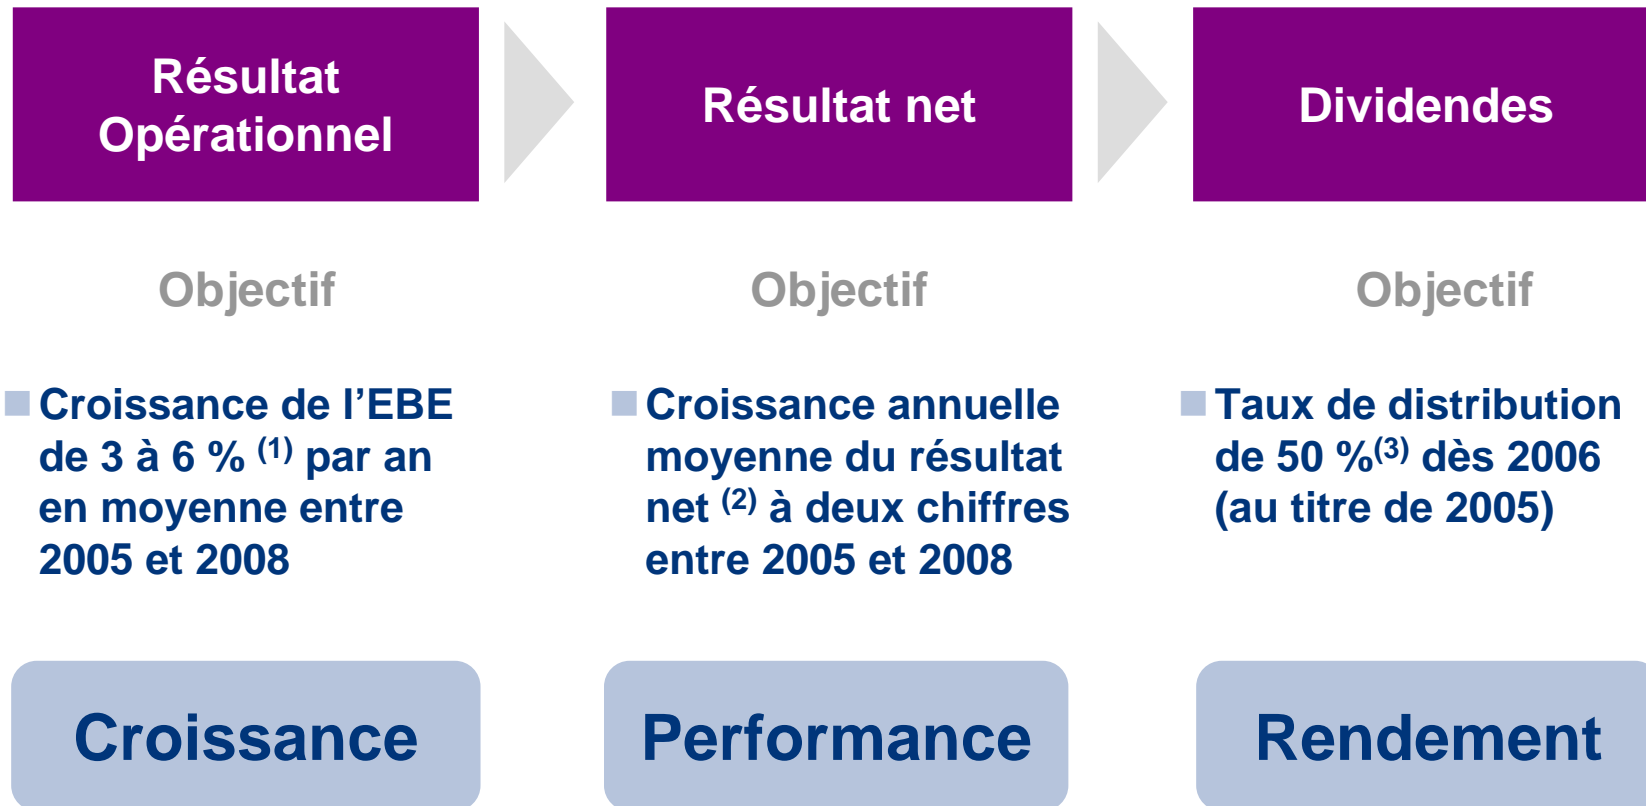 Résultat
Opérationnel
Résultat net
Dividendes
Objectif
Objectif
Objectif
Croissance de l’EBE
de 3 à 6 % (1) par an
en moyenne entre
2005 et 2008
Croissance annuelle
moyenne du résultat
net (2) à deux chiffres
entre 2005 et 2008
Taux de distribution
de 50 %(3) dès 2006
(au titre de 2005)
Croissance
Performance
Rendement